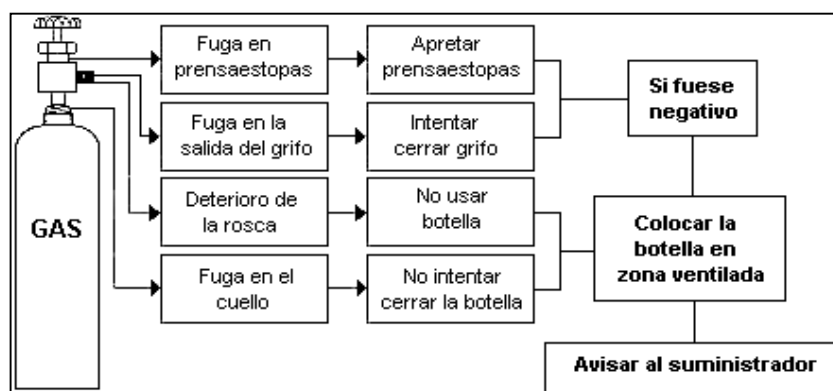 GAS
Fuga en
prensaestopas
Apretar
prensaestopas
Si fuese
negativo
Fuga en la
salida del grifo
Intentar
cerrar grifo
Deterioro de
la rosca
No usar
botella
Colocar la
botella en
zona ventilada
Fuga en el
cuello
No intentar
cerrar la botella
Avisar al suministrador